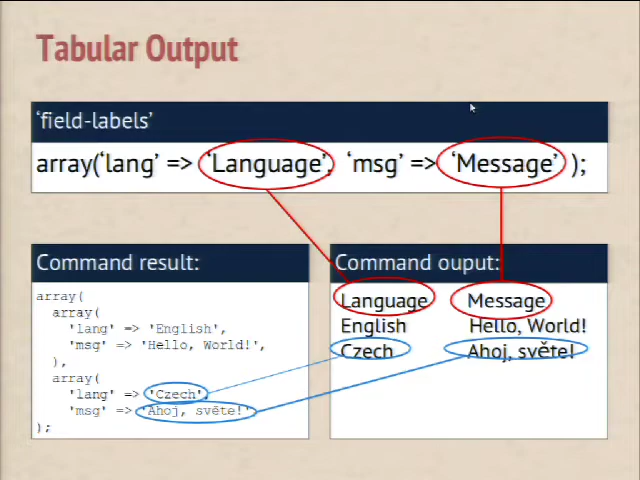 Tabular Output
‘field-labels’
array(‘lang’ => ‘Language’, ‘msg’ => ‘Message’ );
Command result:
array(
array(
'lang' => 'English',
'msg' => 'Hello, World!',
),
array(
'lang' => 'Czech',
'msg' => 'Ahoj, světe!',
);
Command ouput:
Language Message
English Hello, World!
Czech Ahoj, světe!